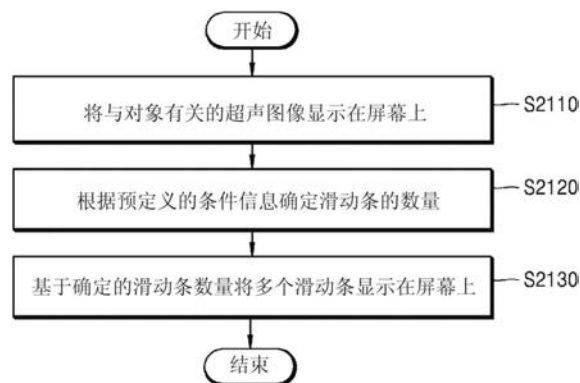 开始
将与对象有关的超声图像显示在屏幕上
S2110
根据预定义的条件信息确定滑动条的数量
S2120
基于确定的滑动条数量将多个滑动条显示在屏幕上
S2130
结束